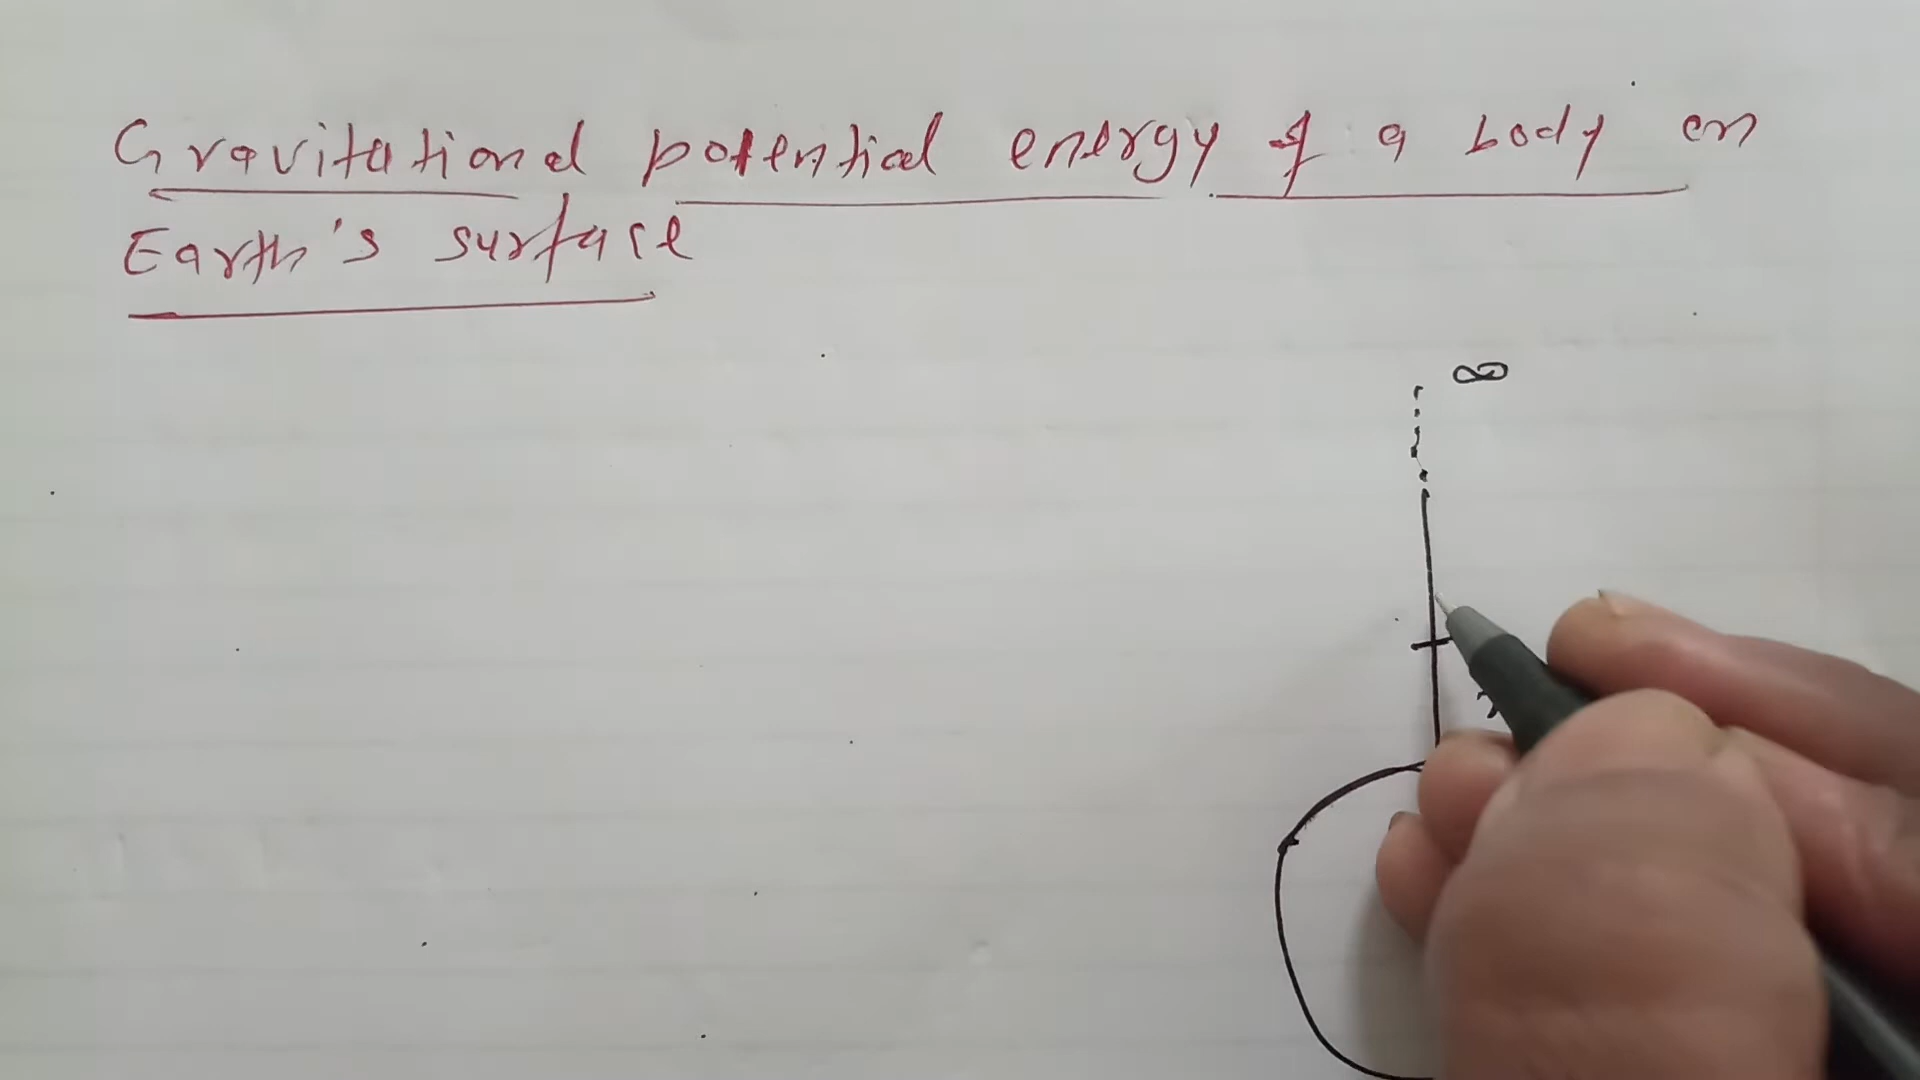 Gravitational potential energy of a body on
Earth's surface
∞